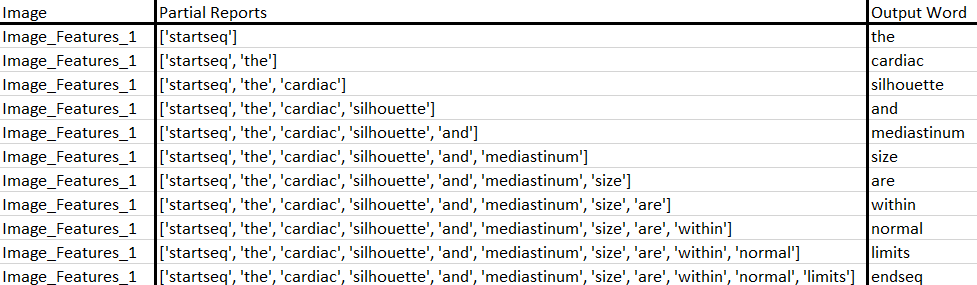 Image Partial Reports Output Word
Image_Features_1 ['startseq'] the
Image_Features_1 ['startseq', 'the'] cardiac
Image_Features_1 ['startseq', 'the', 'cardiac'] silhouette
Image_Features_1 ['startseq', 'the', 'cardiac', 'silhouette'] and
Image_Features_1 ['startseq', 'the', 'cardiac', 'silhouette', 'and'] mediastinum
Image_Features_1 ['startseq', 'the', 'cardiac', 'silhouette', 'and', 'mediastinum'] size
Image_Features_1 ['startseq', 'the', 'cardiac', 'silhouette', 'and', 'mediastinum', 'size'] are
Image_Features_1 ['startseq', 'the', 'cardiac', 'silhouette', 'and', 'mediastinum', 'size', 'are'] within
Image_Features_1 ['startseq', 'the', 'cardiac', 'silhouette', 'and', 'mediastinum', 'size', 'are', 'within'] normal
Image_Features_1 ['startseq', 'the', 'cardiac', 'silhouette', 'and', 'mediastinum', 'size', 'are', 'within', 'normal'] limits
Image_Features_1 ['startseq', 'the', 'cardiac', 'silhouette', 'and', 'mediastinum', 'size', 'are', 'within', 'normal', 'limits'] endseq